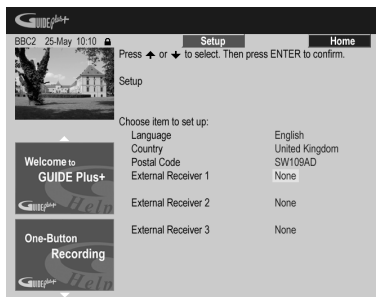 GUIDE Plus+
BBC2 25-May 10:10 Setup Home
Press or to select. Then press ENTER to confirm.
Setup
Choose item to set up:
Language English
Country United Kingdom
Postal Code SW109AD
External Receiver 1 None
External Receiver 2 None
External Receiver 3 None
Welcome to
GUIDE Plus+
GUIDE Plus+ Help
One-Button
Recording
GUIDE Plus+ Help